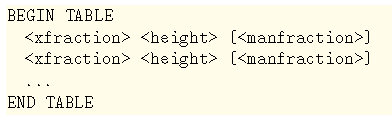 BEGIN TABLE
<xfraction> <height> [<manfraction>]
<xfraction> <height> [<manfraction>]
...
END TABLE